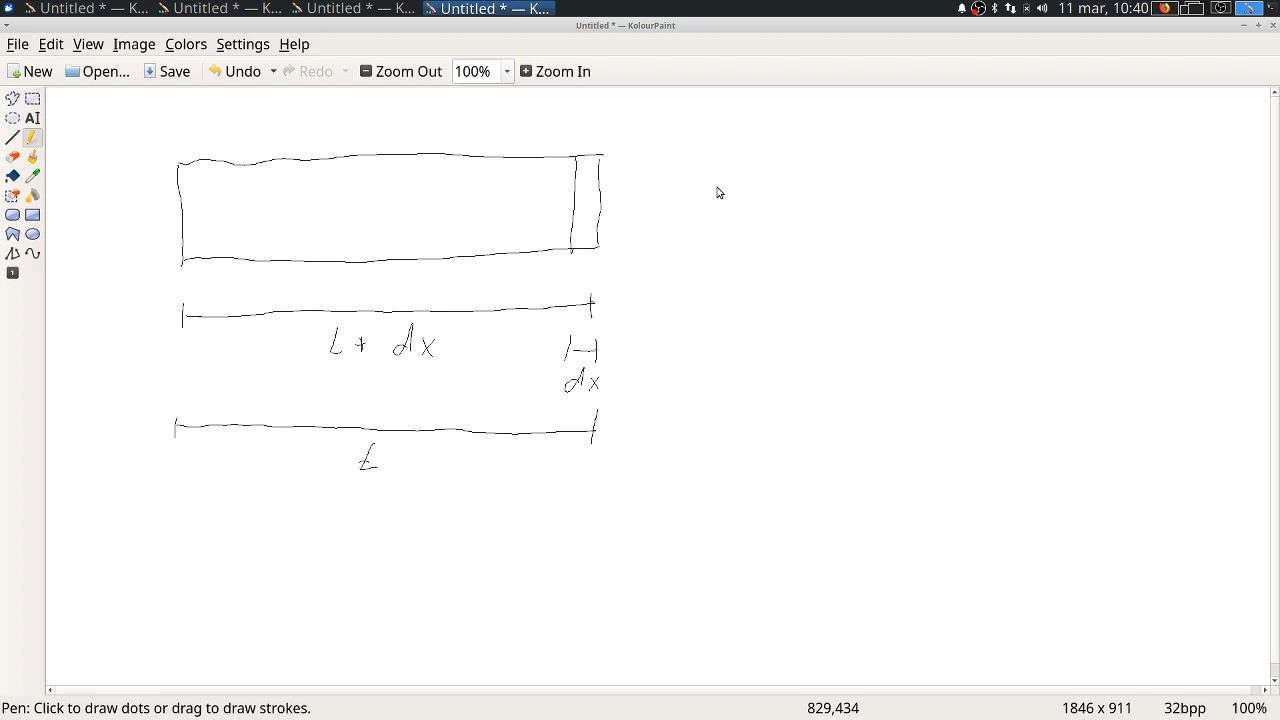 Untitled * — K... Untitled * — K... Untitled * — K... Untitled * — K... 11 mar, 10:40
Untitled * — KolourPaint
File Edit View Image Colors Settings Help
New Open... Save Undo Redo Zoom Out 100% Zoom In
AI
L + dx
dx
£
1
Pen: Click to draw dots or drag to draw strokes. 829,434 1846 x 911 32bpp 100%